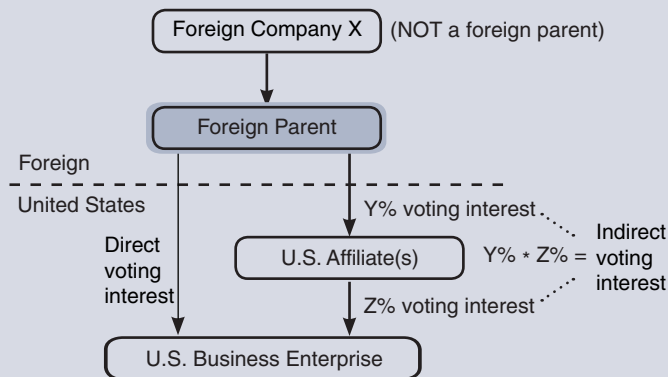 Foreign Company X (NOT a foreign parent)
Foreign Parent
Foreign
United States
Y% voting interest
Direct
voting
interest
U.S. Affiliate(s)
Y% * Z% =
Indirect
voting
interest
Z% voting interest
U.S. Business Enterprise